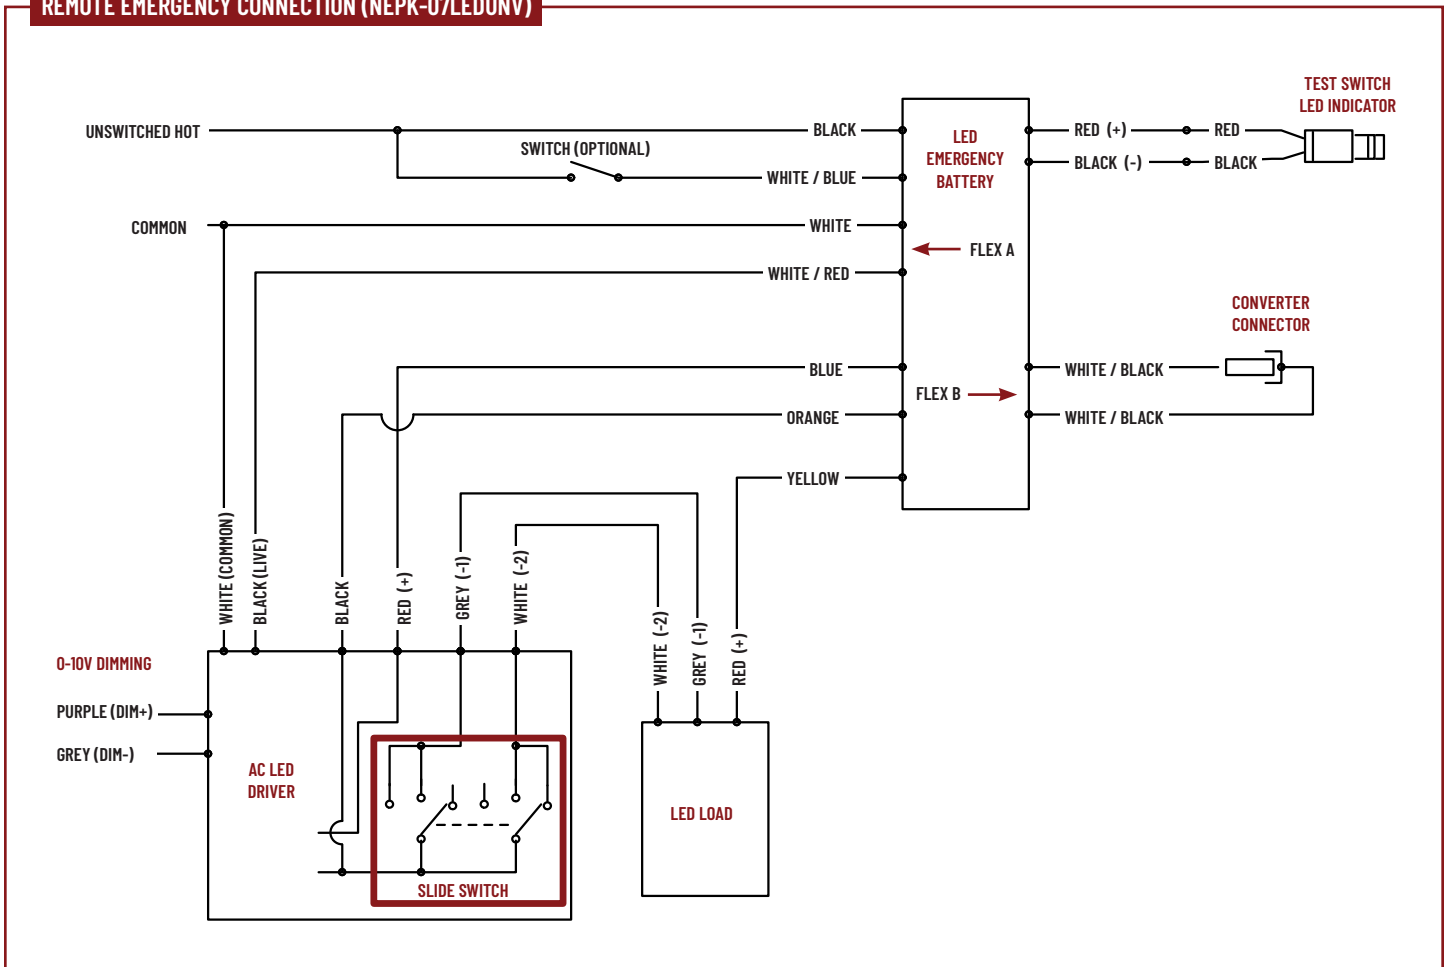 REMOTE EMERGENCY CONNECTION (NEPK-07LEDUNV)
TEST SWITCH
LED INDICATOR
UNSWITCHED HOT
BLACK
LED
EMERGENCY
BATTERY
RED (+)
RED
SWITCH (OPTIONAL)
BLACK (-)
BLACK
WHITE / BLUE
COMMON
WHITE
FLEX A
WHITE / RED
CONVERTER
CONNECTOR
BLUE
WHITE / BLACK
FLEX B
ORANGE
WHITE / BLACK
YELLOW
WHITE (COMMON)
BLACK (LIVE)
BLACK
RED (+)
GREY (-1)
WHITE (-2)
WHITE (-2)
GREY (-1)
RED (+)
0-10V DIMMING
PURPLE (DIM+)
GREY (DIM-)
AC LED
DRIVER
LED LOAD
SLIDE SWITCH